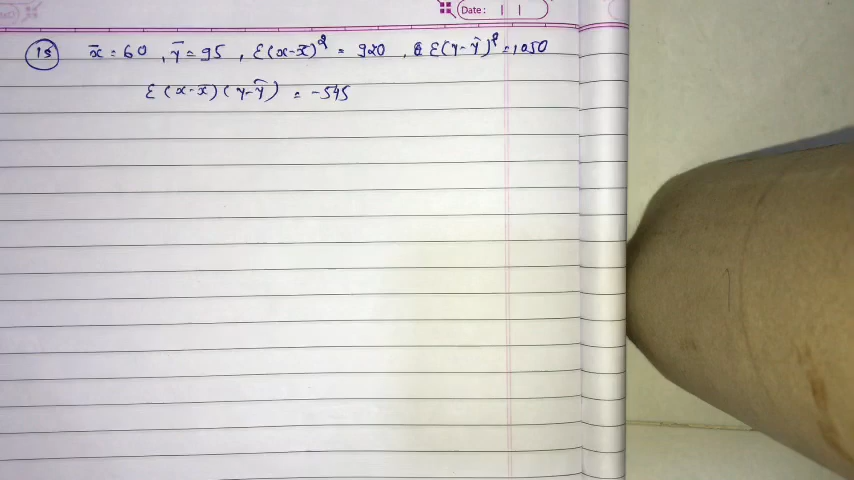 Date: | |
15 x̄ = 60 , ȳ = 95 , Σ(x-x̄)² = 920 , Σ(y-ȳ)² = 1050
Σ(x-x̄)(y-ȳ) = -545